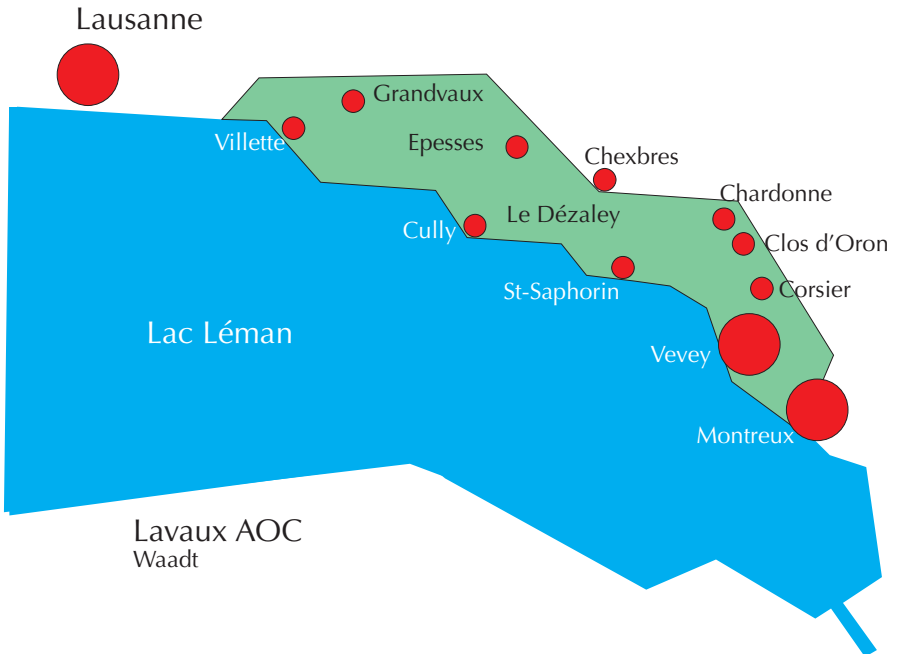 Lausanne
Grandvaux
Villette
Epesses
Chexbres
Chardonne
Le Dézaley
Cully
Clos d’Oron
St-Saphorin
Corsier
Lac Léman
Vevey
Montreux
Lavaux AOC
Waadt